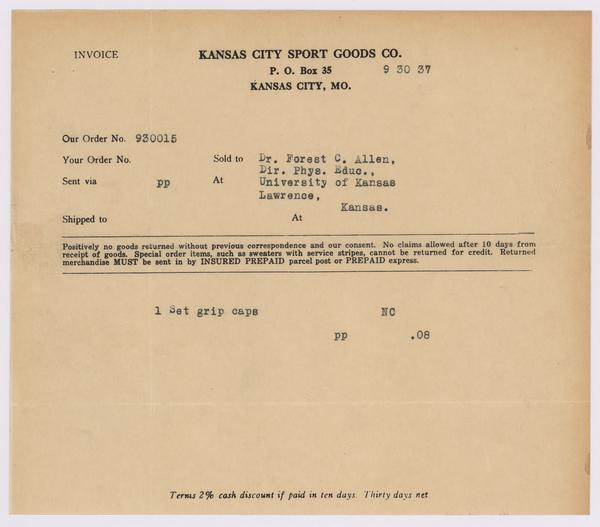 INVOICE
KANSAS CITY SPORT GOODS CO.
P. O. Box 35
9 30 37
KANSAS CITY, MO.
Our Order No. 930015
Your Order No.
Sold to Dr. Forest C. Allen,
Dir. Phys. Educ.,
Sent via pp
At University of Kansas
Lawrence,
Kansas.
Shipped to
At
Positively no goods returned without previous correspondence and our consent. No claims allowed after 10 days from
receipt of goods. Special order items, such as sweaters with service stripes, cannot be returned for credit. Returned
merchandise MUST be sent in by INSURED PREPAID parcel post or PREPAID express.
1 Set grip caps NC
pp .08
Terms 2% cash discount if paid in ten days. Thirty days net